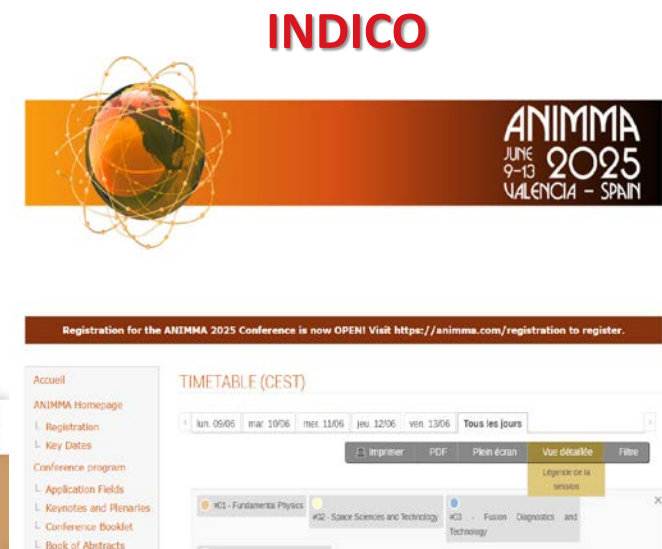 INDICO
ANIMMA
JUNE
9-13 2025
VALENCIA - SPAIN
Registration for the ANIMMA 2025 Conference is now OPEN! Visit https://animma.com/registration to register.
Accueil
ANIMMA Homepage
Registration
Key Dates
Conference program
Application Fields
Keynotes and Plenaries
Conference Booklet
Book of Abstracts
TIMETABLE (CEST)
lun. 09/06 mar. 10/06 mer. 11/06 jeu. 12/06 ven. 13/06 Tous les jours
Imprimer PDF Plein écran Vue détaillée Filtre
Légende de la
session
#01 - Fundamental Physics
#02 - Space Sciences and Technology
#03 - Fusion Diagnostics and
Technology